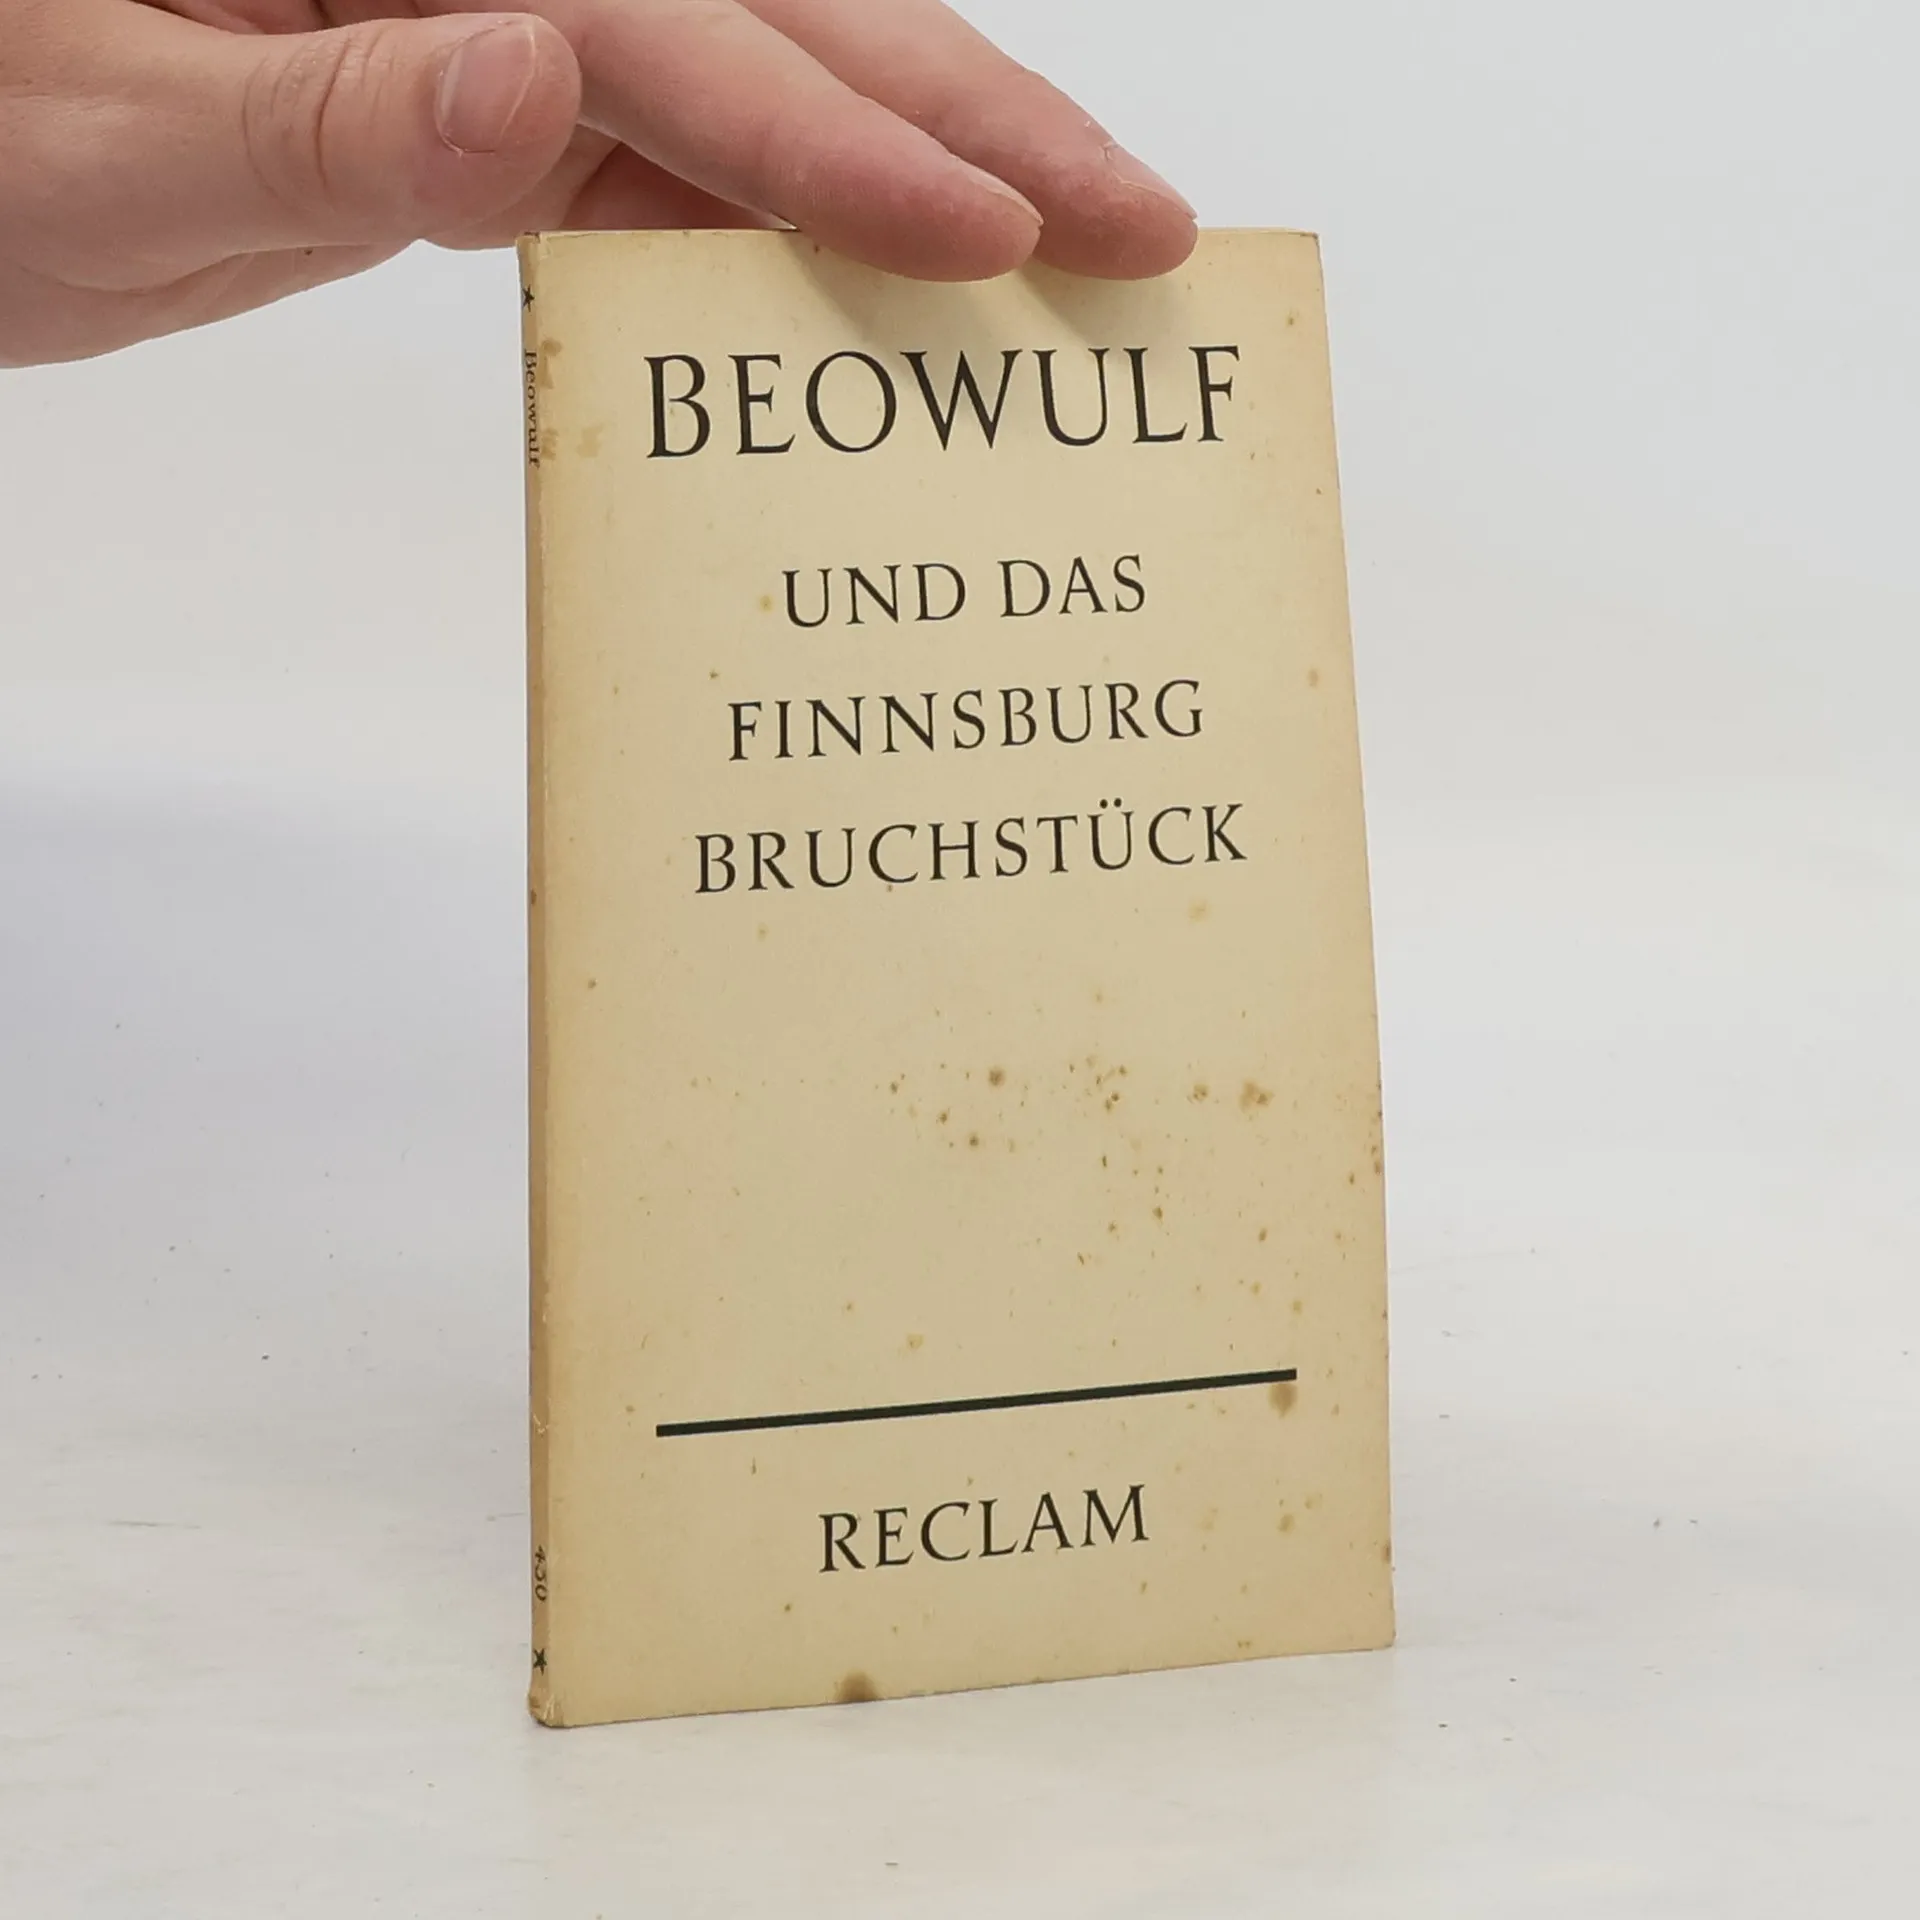 BEOWULF
UND DAS
FINNSBURG
BRUCHSTÜCK
RECLAM
★ Beowulf 430 ★